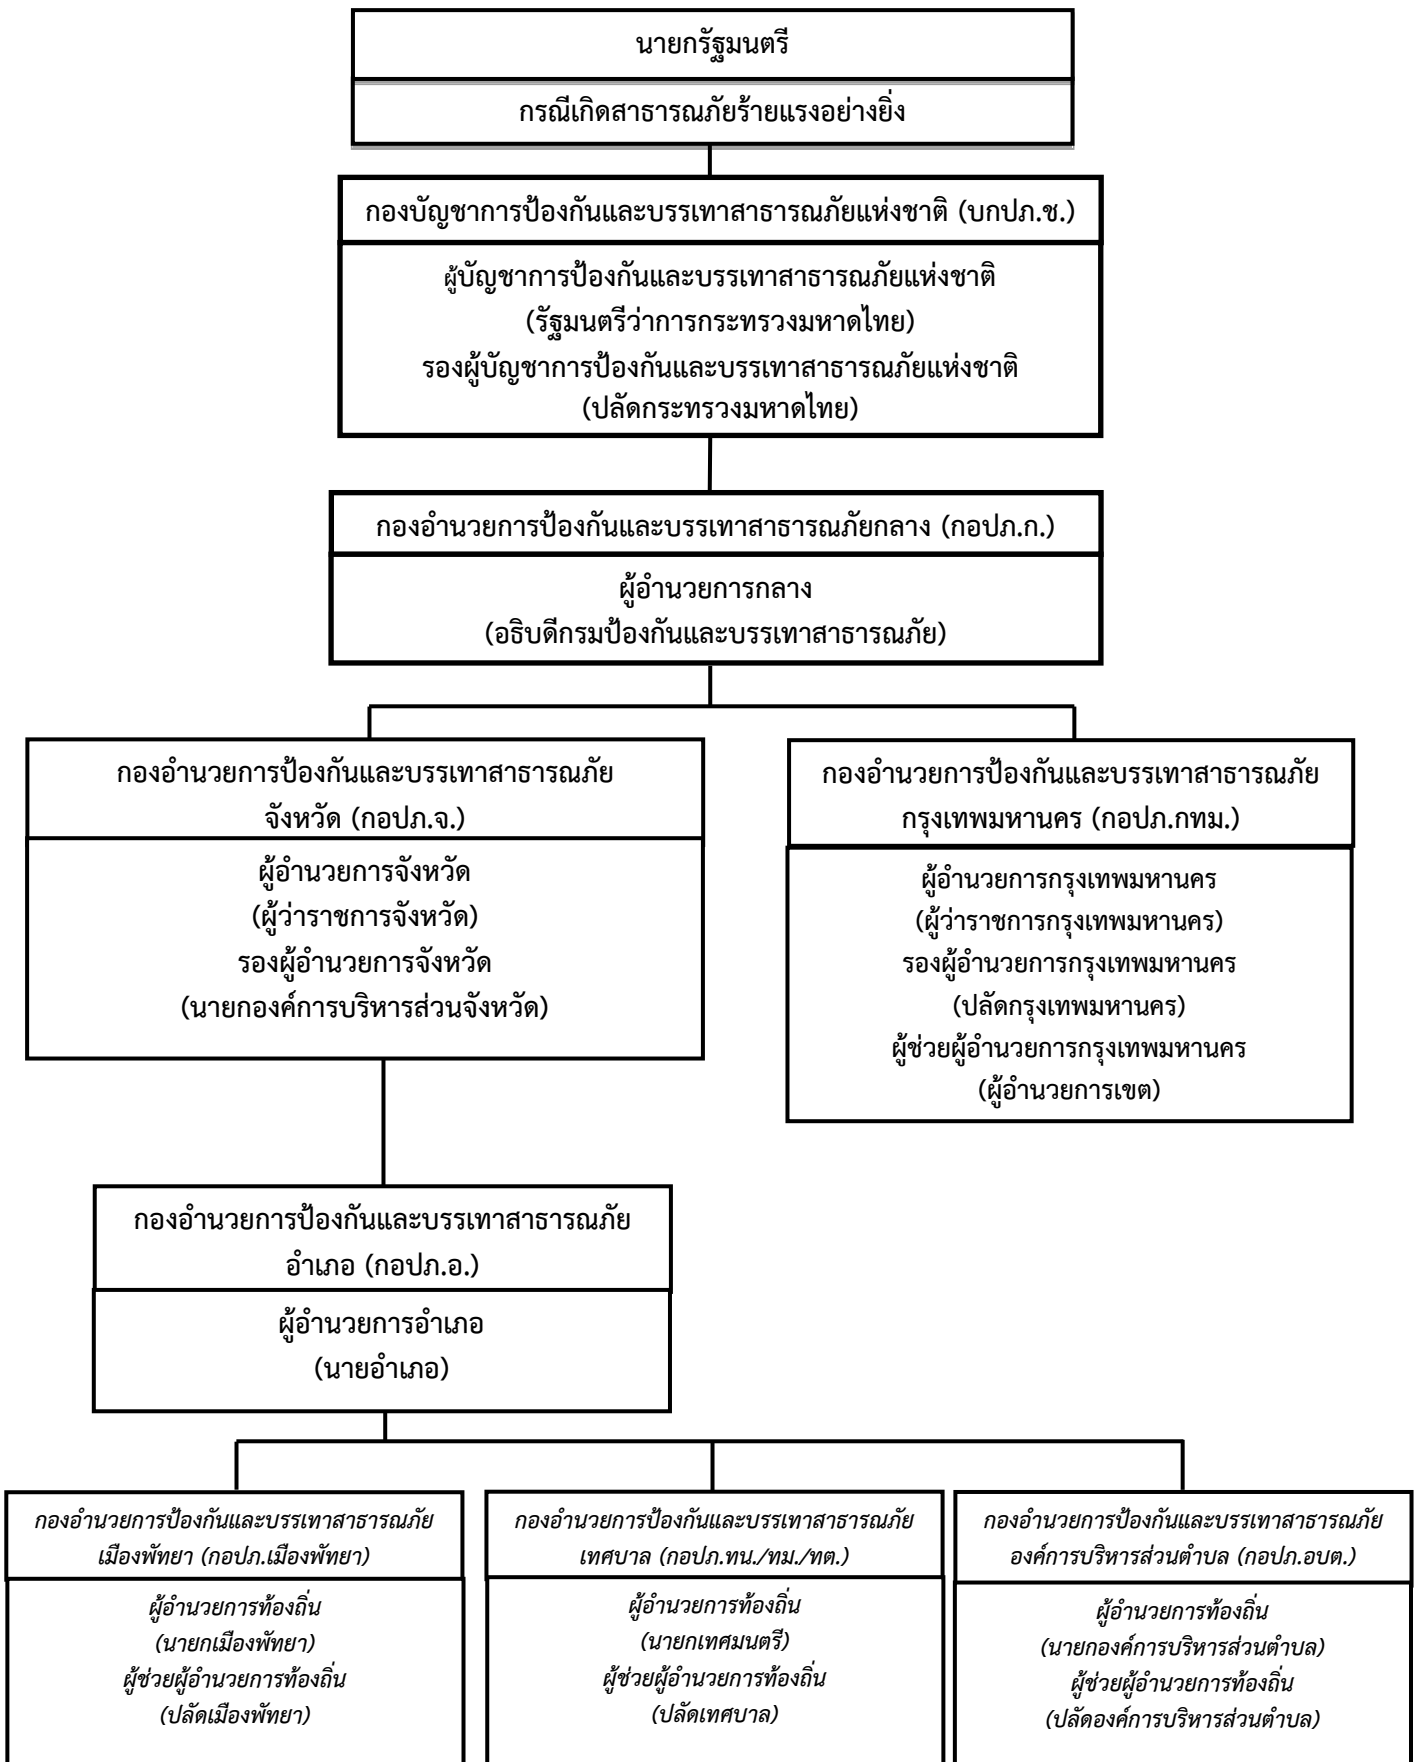 นายกรัฐมนตรี
กรณีเกิดสาธารณภัยร้ายแรงอย่างยิ่ง
กองบัญชาการป้องกันและบรรเทาสาธารณภัยแห่งชาติ (บกปภ.ช.)
ผู้บัญชาการป้องกันและบรรเทาสาธารณภัยแห่งชาติ
(รัฐมนตรีว่าการกระทรวงมหาดไทย)
รองผู้บัญชาการป้องกันและบรรเทาสาธารณภัยแห่งชาติ
(ปลัดกระทรวงมหาดไทย)
กองอำนวยการป้องกันและบรรเทาสาธารณภัยกลาง (กอปภ.ก.)
ผู้อำนวยการกลาง
(อธิบดีกรมป้องกันและบรรเทาสาธารณภัย)
กองอำนวยการป้องกันและบรรเทาสาธารณภัย
จังหวัด (กอปภ.จ.)
ผู้อำนวยการจังหวัด
(ผู้ว่าราชการจังหวัด)
รองผู้อำนวยการจังหวัด
(นายกองค์การบริหารส่วนจังหวัด)
กองอำนวยการป้องกันและบรรเทาสาธารณภัย
กรุงเทพมหานคร (กอปภ.กทม.)
ผู้อำนวยการกรุงเทพมหานคร
(ผู้ว่าราชการกรุงเทพมหานคร)
รองผู้อำนวยการกรุงเทพมหานคร
(ปลัดกรุงเทพมหานคร)
ผู้ช่วยผู้อำนวยการกรุงเทพมหานคร
(ผู้อำนวยการเขต)
กองอำนวยการป้องกันและบรรเทาสาธารณภัย
อำเภอ (กอปภ.อ.)
ผู้อำนวยการอำเภอ
(นายอำเภอ)
กองอำนวยการป้องกันและบรรเทาสาธารณภัย
เมืองพัทยา (กอปภ.เมืองพัทยา)
ผู้อำนวยการท้องถิ่น
(นายกเมืองพัทยา)
ผู้ช่วยผู้อำนวยการท้องถิ่น
(ปลัดเมืองพัทยา)
กองอำนวยการป้องกันและบรรเทาสาธารณภัย
เทศบาล (กอปภ.ทน./ทม./ทต.)
ผู้อำนวยการท้องถิ่น
(นายกเทศมนตรี)
ผู้ช่วยผู้อำนวยการท้องถิ่น
(ปลัดเทศบาล)
กองอำนวยการป้องกันและบรรเทาสาธารณภัย
องค์การบริหารส่วนตำบล (กอปภ.อบต.)
ผู้อำนวยการท้องถิ่น
(นายกองค์การบริหารส่วนตำบล)
ผู้ช่วยผู้อำนวยการท้องถิ่น
(ปลัดองค์การบริหารส่วนตำบล)